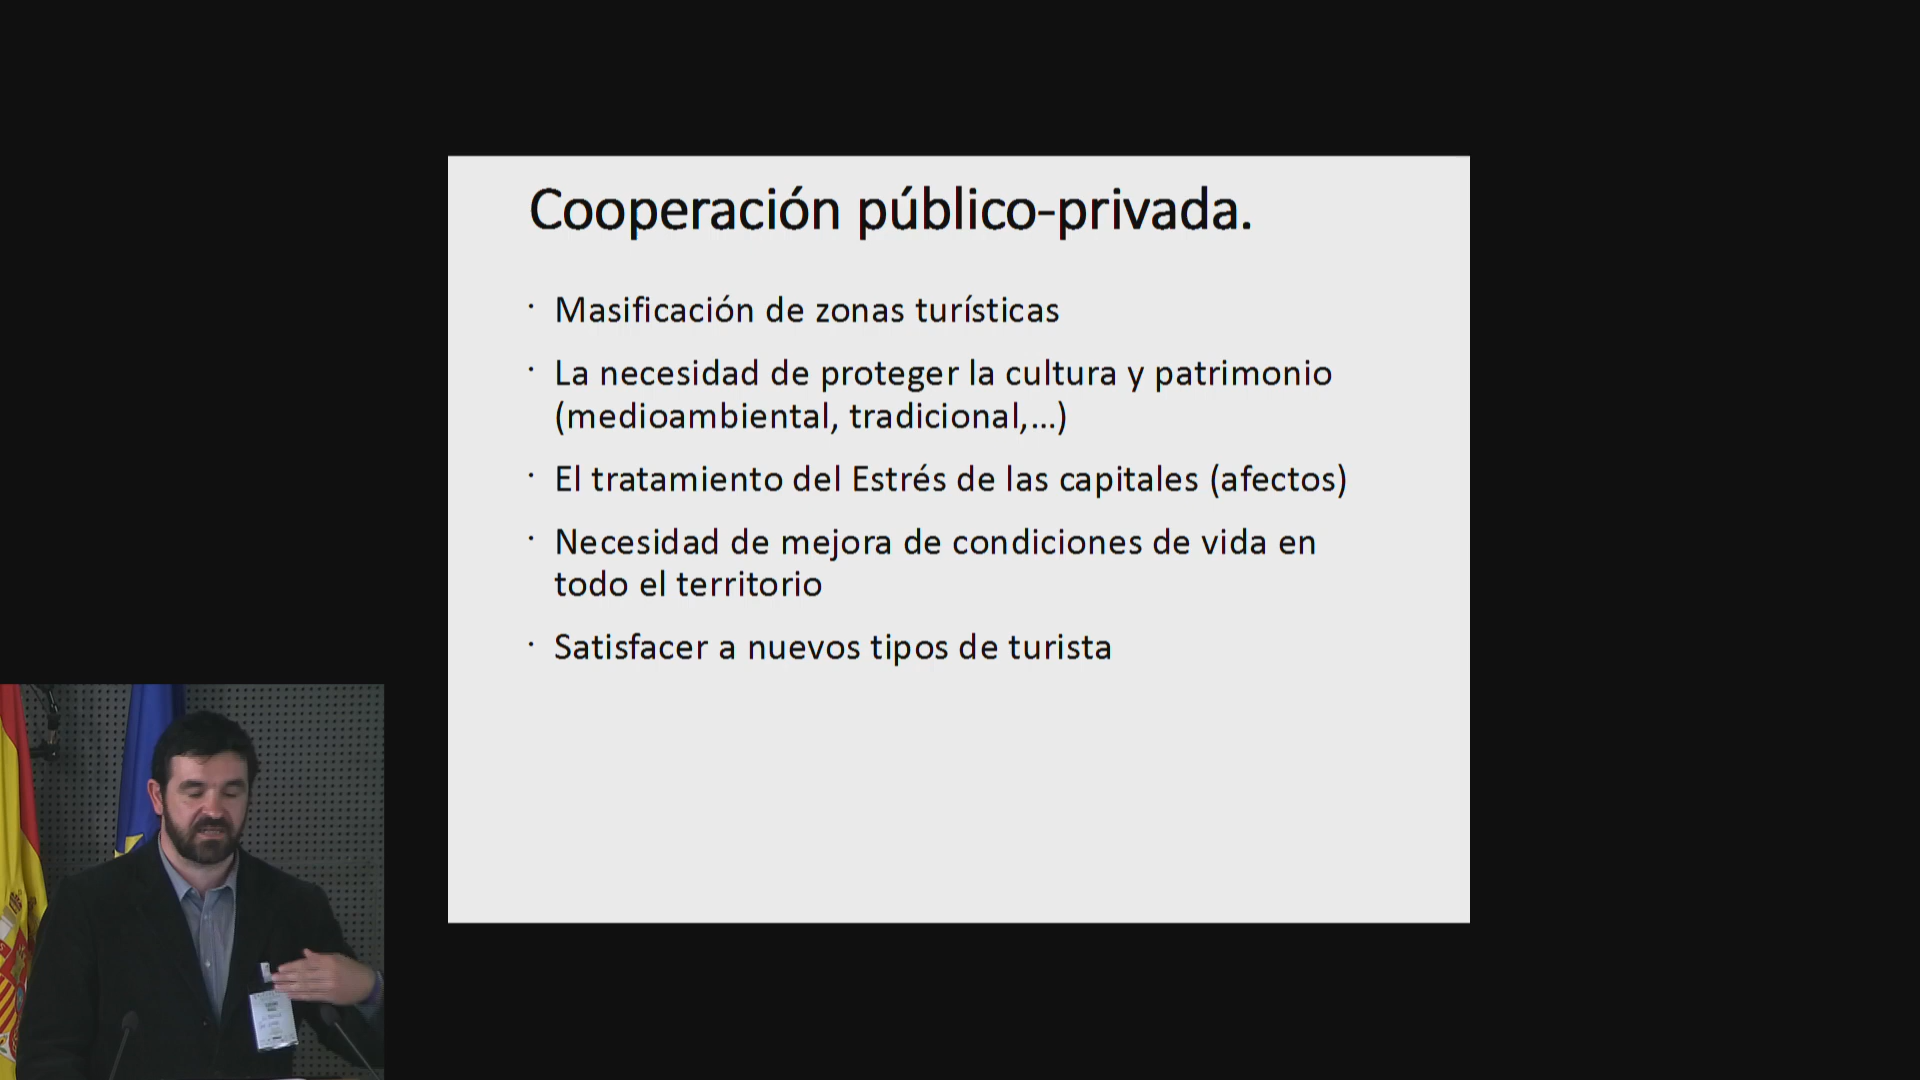 Cooperación público-privada.
· Masificación de zonas turísticas
· La necesidad de proteger la cultura y patrimonio
(medioambiental, tradicional,...)
· El tratamiento del Estrés de las capitales (afectos)
· Necesidad de mejora de condiciones de vida en
todo el territorio
· Satisfacer a nuevos tipos de turista